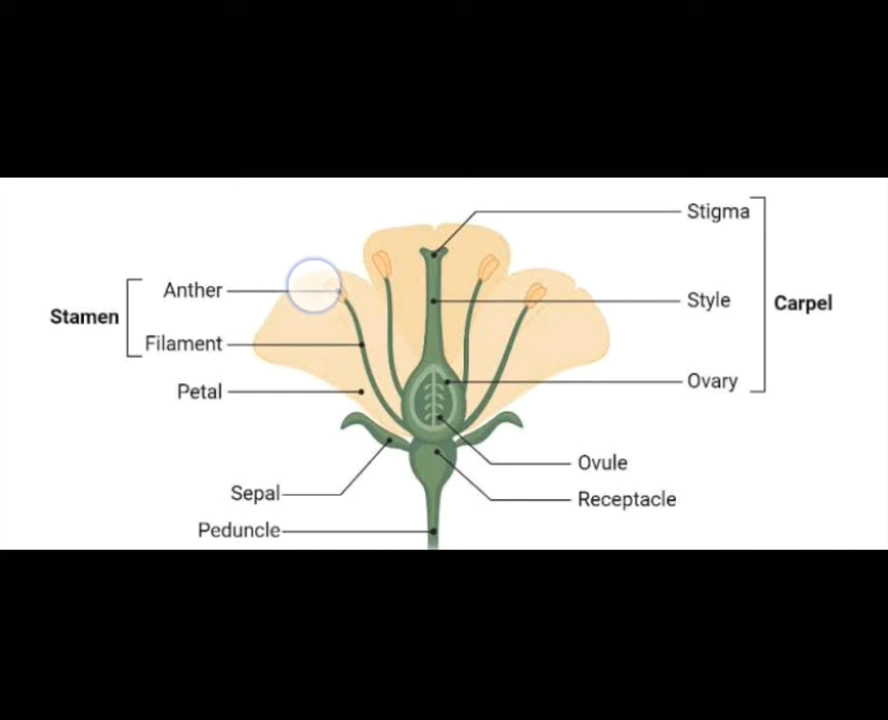 Stigma
Anther
Style
Carpel
Stamen
Filament
Petal
Ovary
Ovule
Sepal
Receptacle
Peduncle